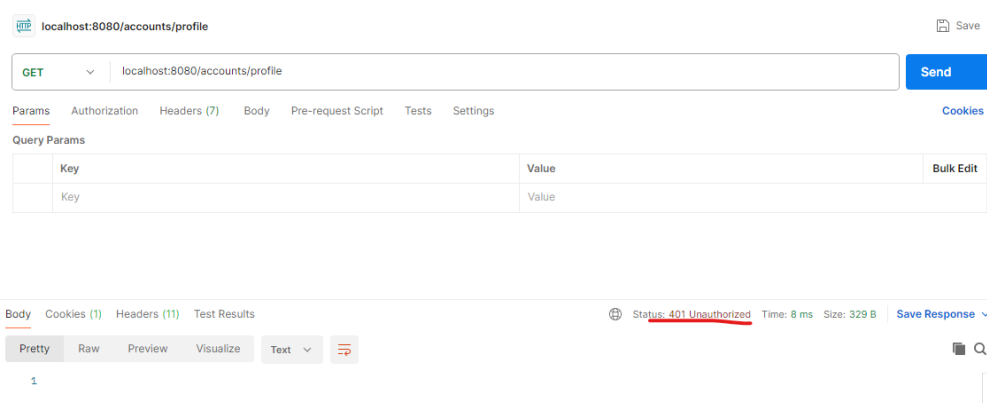 HTTP localhost:8080/accounts/profile Save
GET localhost:8080/accounts/profile Send
Params Authorization Headers (7) Body Pre-request Script Tests Settings Cookies
Query Params
Key Value Bulk Edit
Key Value
Body Cookies (1) Headers (11) Test Results Status: 401 Unauthorized Time: 8 ms Size: 329 B Save Response
Pretty Raw Preview Visualize Text
1